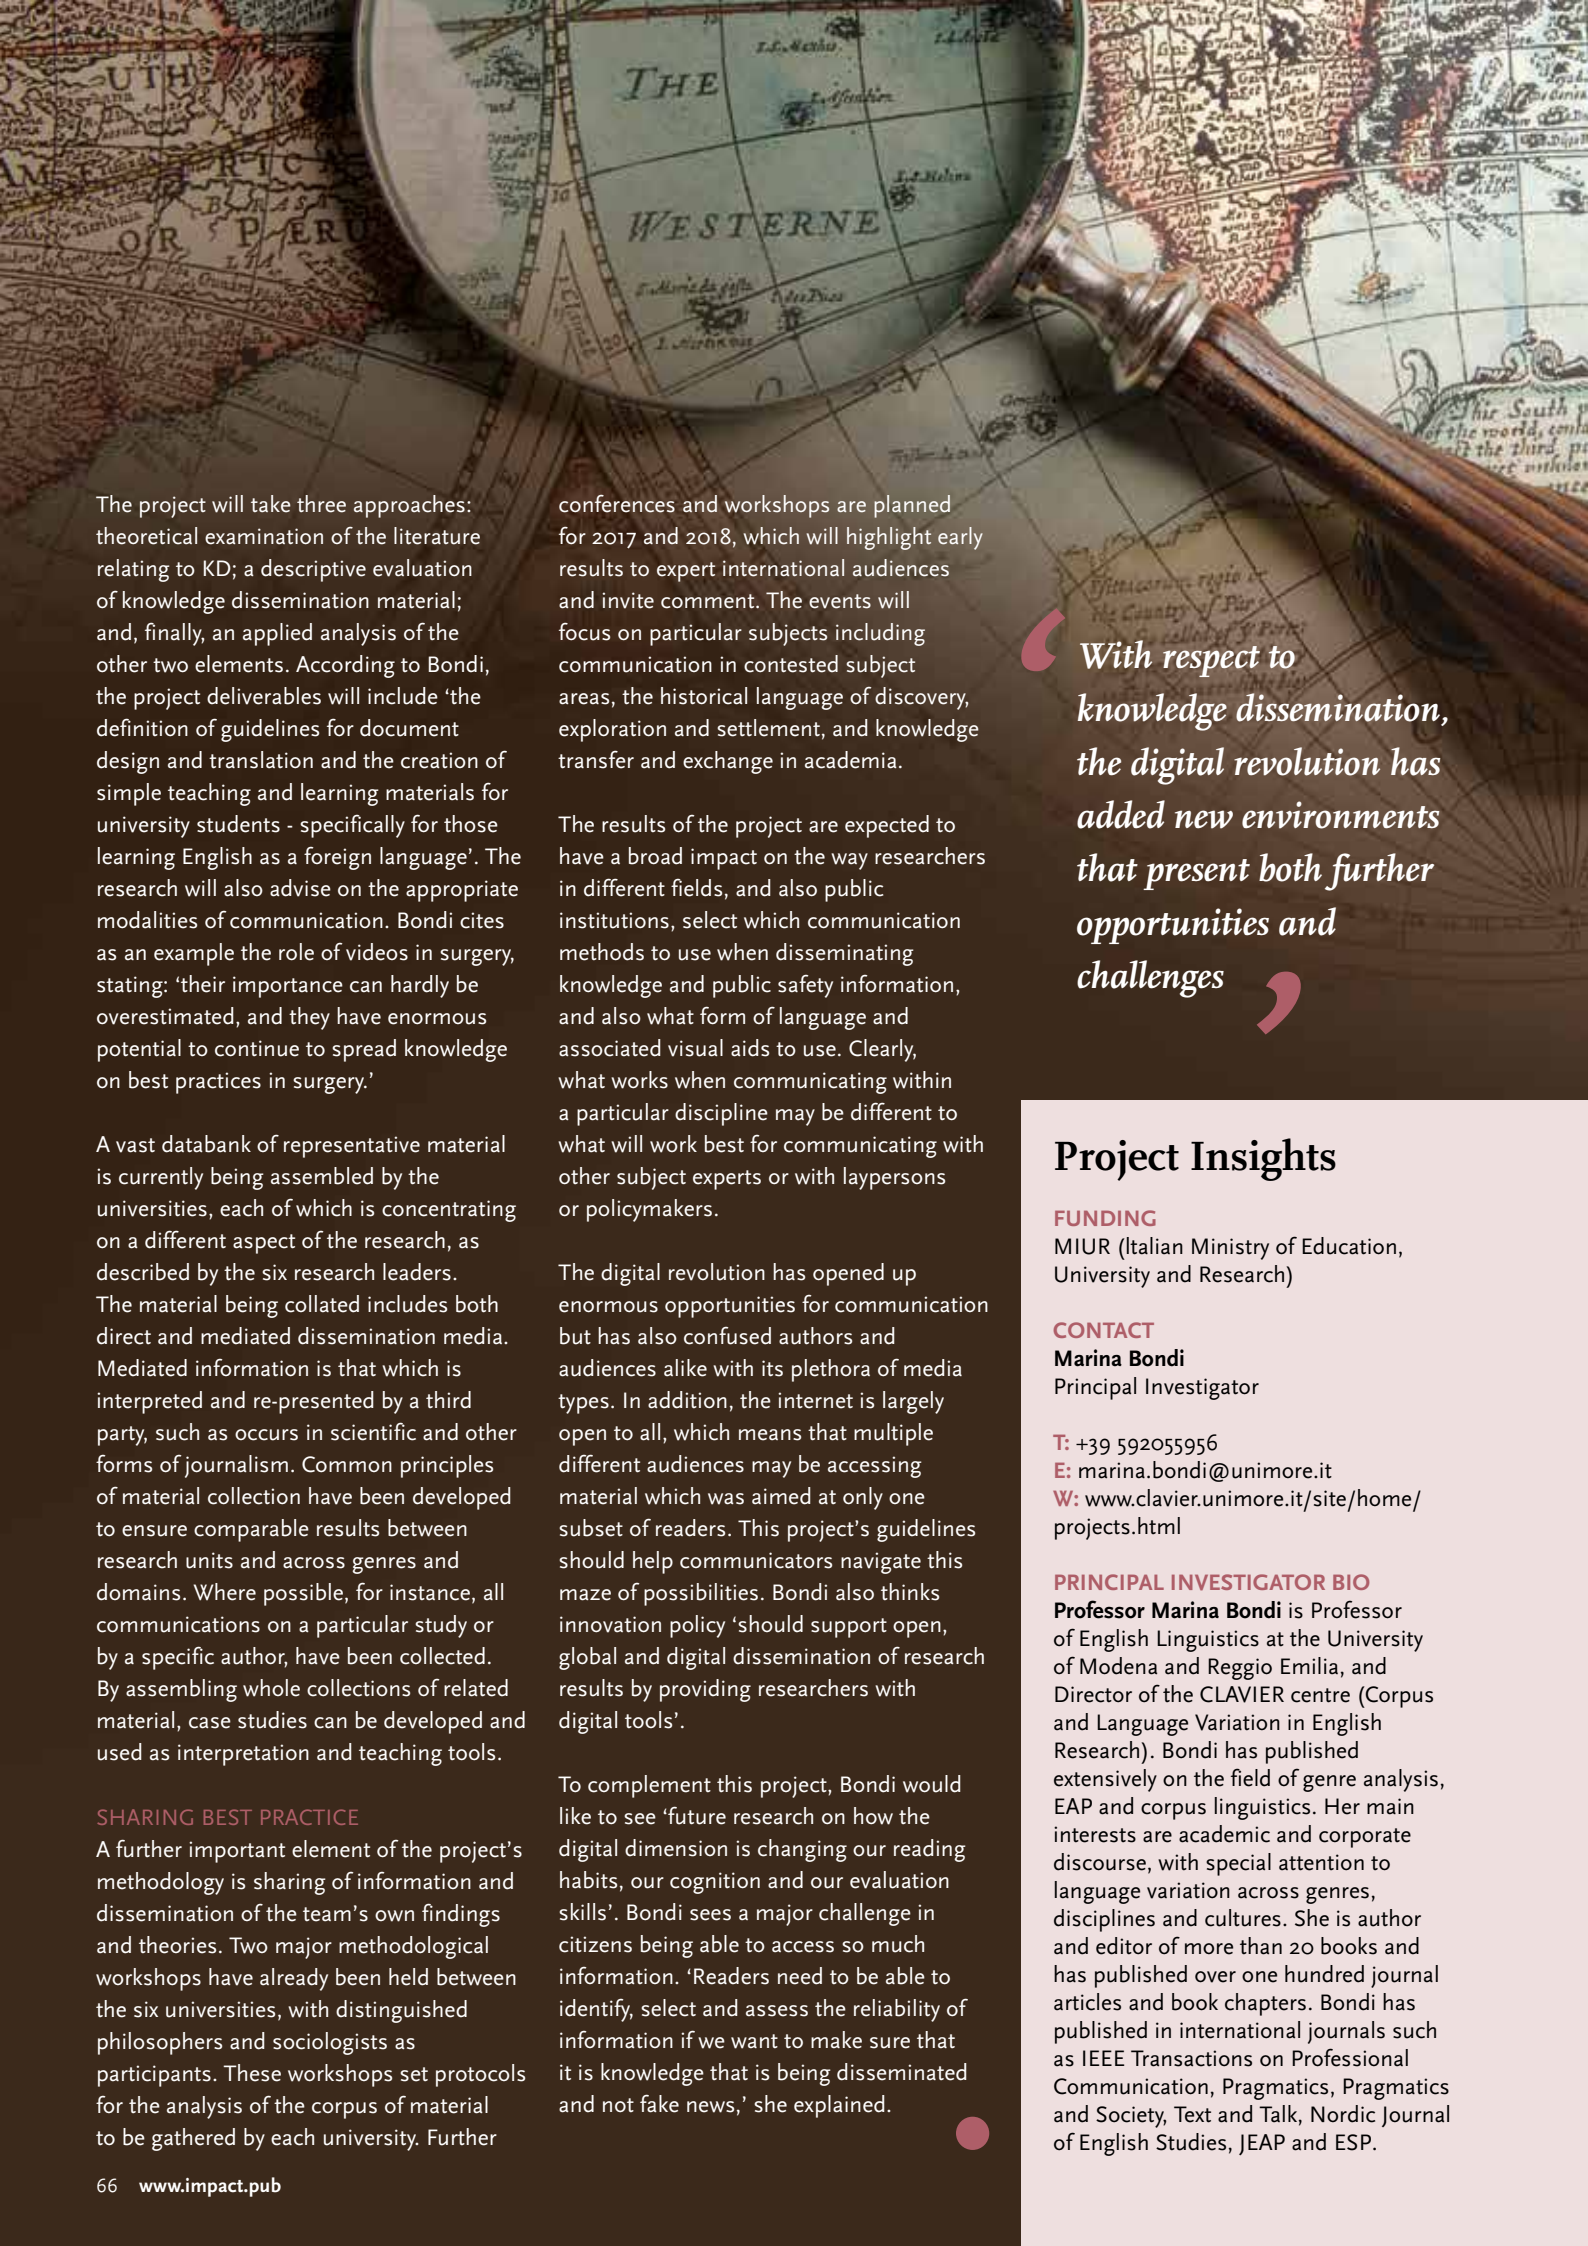 THE
WESTERNE
The project will take three approaches:
theoretical examination of the literature
relating to KD; a descriptive evaluation
of knowledge dissemination material;
and, finally, an applied analysis of the
other two elements. According to Bondi,
the project deliverables will include ‘the
definition of guidelines for document
design and translation and the creation of
simple teaching and learning materials for
university students - specifically for those
learning English as a foreign language’. The
research will also advise on the appropriate
modalities of communication. Bondi cites
as an example the role of videos in surgery,
stating: ‘their importance can hardly be
overestimated, and they have enormous
potential to continue to spread knowledge
on best practices in surgery.’
A vast databank of representative material
is currently being assembled by the
universities, each of which is concentrating
on a different aspect of the research, as
described by the six research leaders.
The material being collated includes both
direct and mediated dissemination media.
Mediated information is that which is
interpreted and re-presented by a third
party, such as occurs in scientific and other
forms of journalism. Common principles
of material collection have been developed
to ensure comparable results between
research units and across genres and
domains. Where possible, for instance, all
communications on a particular study or
by a specific author, have been collected.
By assembling whole collections of related
material, case studies can be developed and
used as interpretation and teaching tools.
SHARING BEST PRACTICE
A further important element of the project’s
methodology is sharing of information and
dissemination of the team’s own findings
and theories. Two major methodological
workshops have already been held between
the six universities, with distinguished
philosophers and sociologists as
participants. These workshops set protocols
for the analysis of the corpus of material
to be gathered by each university. Further
conferences and workshops are planned
for 2017 and 2018, which will highlight early
results to expert international audiences
and invite comment. The events will
focus on particular subjects including
communication in contested subject
areas, the historical language of discovery,
exploration and settlement, and knowledge
transfer and exchange in academia.
The results of the project are expected to
have a broad impact on the way researchers
in different fields, and also public
institutions, select which communication
methods to use when disseminating
knowledge and public safety information,
and also what form of language and
associated visual aids to use. Clearly,
what works when communicating within
a particular discipline may be different to
what will work best for communicating with
other subject experts or with laypersons
or policymakers.
The digital revolution has opened up
enormous opportunities for communication
but has also confused authors and
audiences alike with its plethora of media
types. In addition, the internet is largely
open to all, which means that multiple
different audiences may be accessing
material which was aimed at only one
subset of readers. This project’s guidelines
should help communicators navigate this
maze of possibilities. Bondi also thinks
innovation policy ‘should support open,
global and digital dissemination of research
results by providing researchers with
digital tools’.
To complement this project, Bondi would
like to see ‘future research on how the
digital dimension is changing our reading
habits, our cognition and our evaluation
skills’. Bondi sees a major challenge in
citizens being able to access so much
information. ‘Readers need to be able to
identify, select and assess the reliability of
information if we want to make sure that
it is knowledge that is being disseminated
and not fake news,’ she explained.
‘ With respect to
knowledge dissemination,
the digital revolution has
added new environments
that present both further
opportunities and
challenges ’
Project Insights
FUNDING
MIUR (Italian Ministry of Education,
University and Research)
CONTACT
Marina Bondi
Principal Investigator
T: +39 592055956
E: marina.bondi@unimore.it
W: www.clavier.unimore.it/site/home/
projects.html
PRINCIPAL INVESTIGATOR BIO
Professor Marina Bondi is Professor
of English Linguistics at the University
of Modena and Reggio Emilia, and
Director of the CLAVIER centre (Corpus
and Language Variation in English
Research). Bondi has published
extensively on the field of genre analysis,
EAP and corpus linguistics. Her main
interests are academic and corporate
discourse, with special attention to
language variation across genres,
disciplines and cultures. She is author
and editor of more than 20 books and
has published over one hundred journal
articles and book chapters. Bondi has
published in international journals such
as IEEE Transactions on Professional
Communication, Pragmatics, Pragmatics
and Society, Text and Talk, Nordic Journal
of English Studies, JEAP and ESP.
66 www.impact.pub